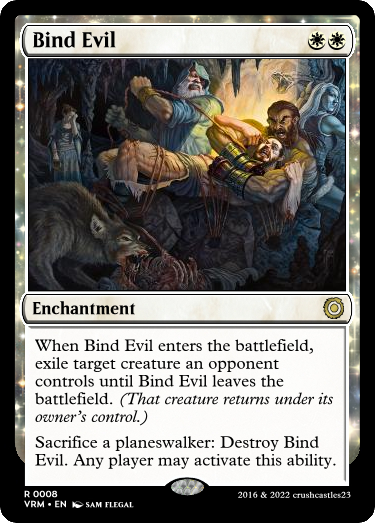 Bind Evil
Enchantment
When Bind Evil enters the battlefield,
exile target creature an opponent
controls until Bind Evil leaves the
battlefield. (That creature returns under its
owner's control.)
Sacrifice a planeswalker: Destroy Bind
Evil. Any player may activate this ability.
R 0008
VRM • EN SAM FLEGAL
2016 & 2022 crushcastles23